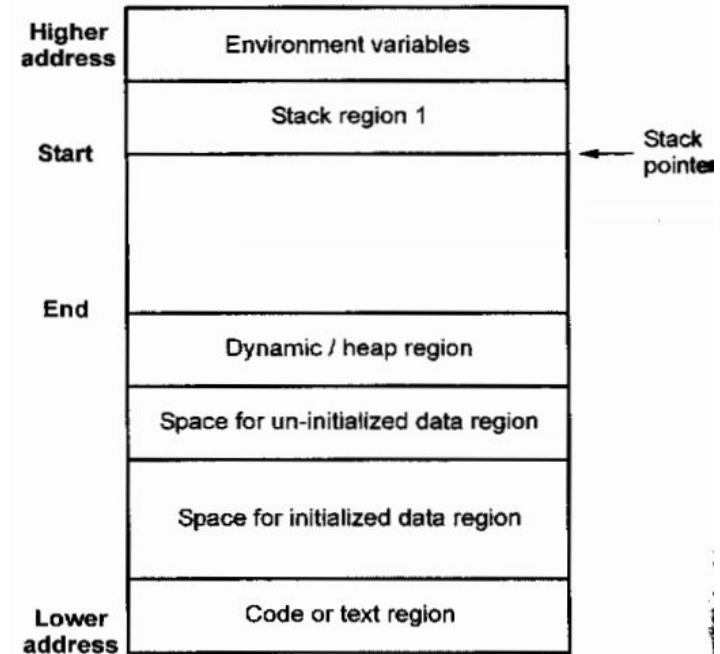 Higher
address
Environment variables
Stack region 1
Start
Stack
pointer
End
Dynamic / heap region
Space for un-initialized data region
Space for initialized data region
Code or text region
Lower
address